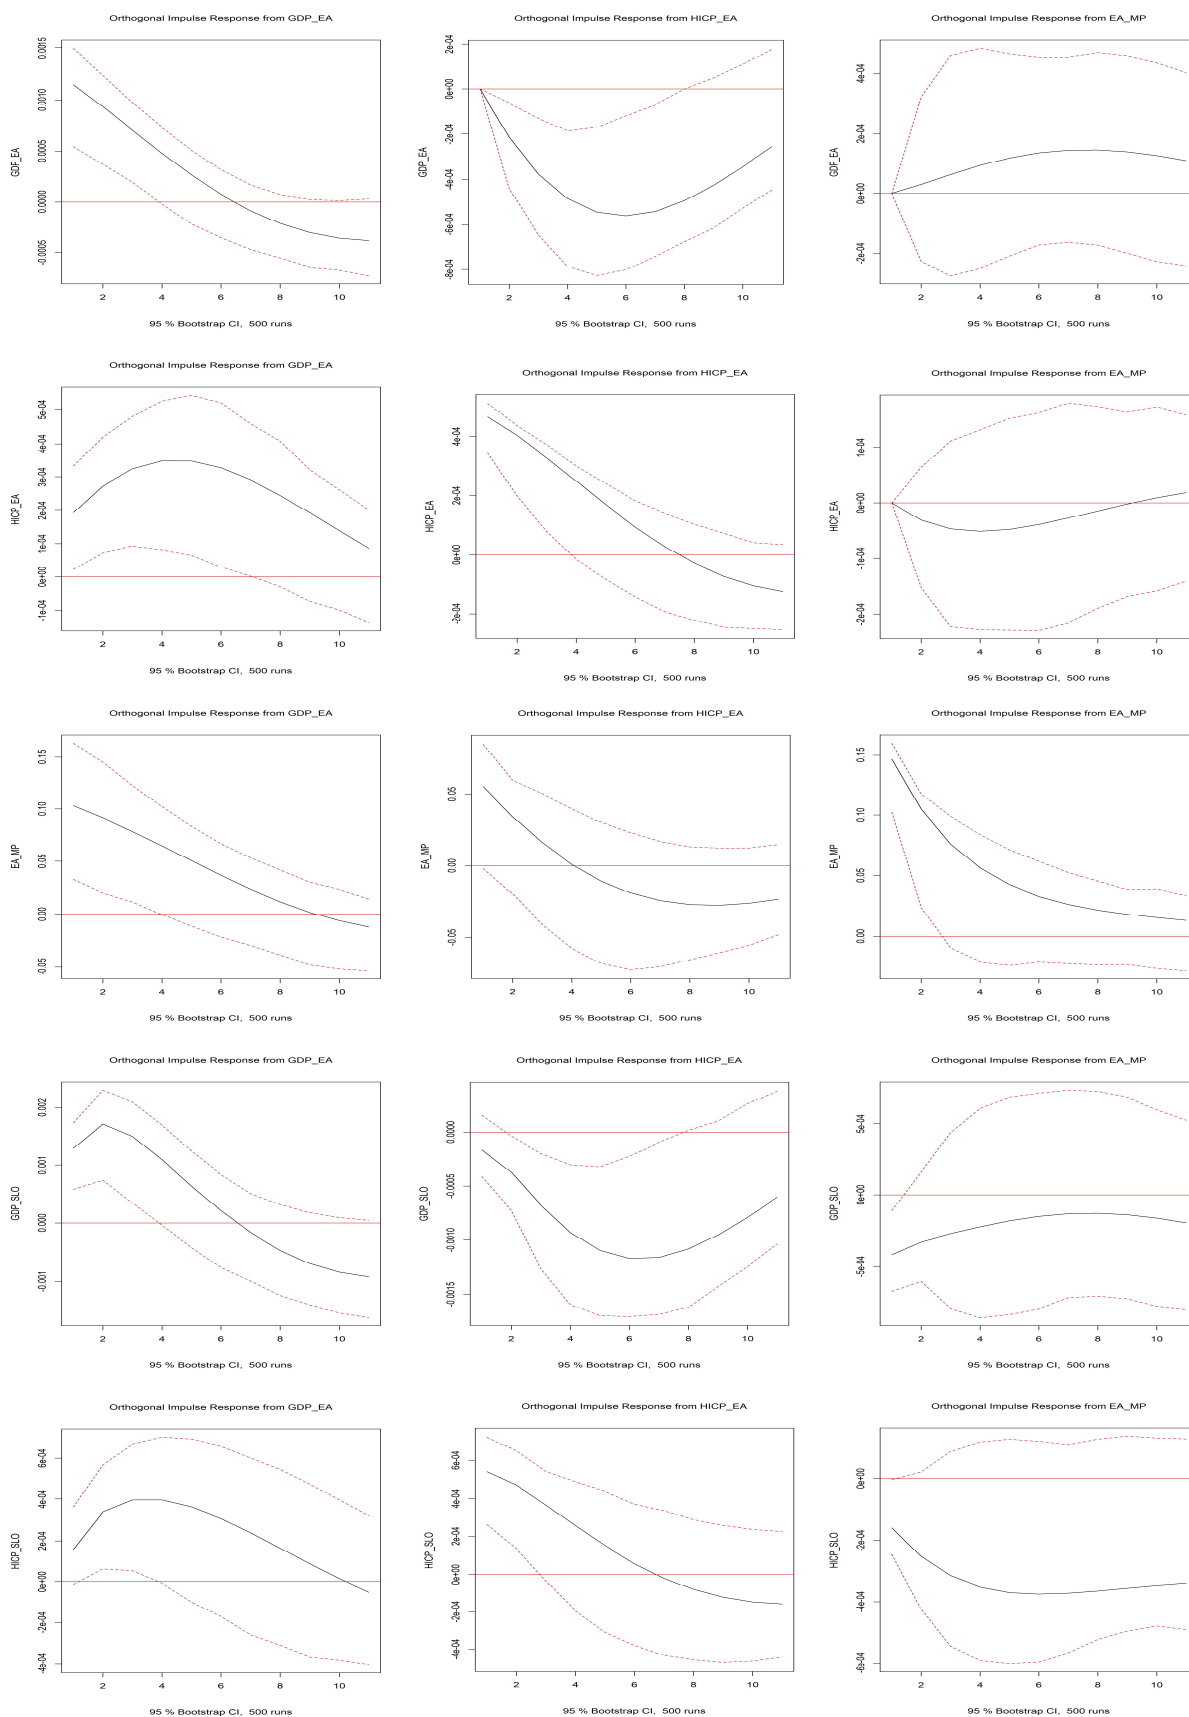 Orthogonal Impulse Response from GDP_EA
GDF_EA
0.0015
0.0010
0.0005
0.0000
-0.0005
2 4 6 8 10
95 % Bootstrap CI, 500 runs
Orthogonal Impulse Response from HICP_EA
GDP_EA
2e-04
0e+00
-2e-04
-4e-04
-6e-04
-8e-04
2 4 6 8 10
95 % Bootstrap CI, 500 runs
Orthogonal Impulse Response from EA_MP
GDF_EA
4e-04
2e-04
0e+00
-2e-04
2 4 6 8 10
95 % Bootstrap CI, 500 runs
Orthogonal Impulse Response from GDP_EA
HICP_EA
5e-04
4e-04
3e-04
2e-04
1e-04
0e+00
-1e-04
2 4 6 8 10
95 % Bootstrap CI, 500 runs
Orthogonal Impulse Response from HICP_EA
HICP_EA
4e-04
2e-04
0e+00
-2e-04
2 4 6 8 10
95 % Bootstrap CI, 500 runs
Orthogonal Impulse Response from EA_MP
HICP_EA
1e-04
0e+00
-1e-04
-2e-04
2 4 6 8 10
95 % Bootstrap CI, 500 runs
Orthogonal Impulse Response from GDP_EA
EA_MP
0.15
0.10
0.05
0.00
-0.05
2 4 6 8 10
95 % Bootstrap CI, 500 runs
Orthogonal Impulse Response from HICP_EA
EA_MP
0.05
0.00
-0.05
2 4 6 8 10
95 % Bootstrap CI, 500 runs
Orthogonal Impulse Response from EA_MP
EA_MP
0.15
0.10
0.05
0.00
2 4 6 8 10
95 % Bootstrap CI, 500 runs
Orthogonal Impulse Response from GDP_EA
GDP_SLO
0.002
0.001
0.000
-0.001
2 4 6 8 10
95 % Bootstrap CI, 500 runs
Orthogonal Impulse Response from HICP_EA
GDP_SLO
0.0000
-0.0005
-0.0010
-0.0015
2 4 6 8 10
95 % Bootstrap CI, 500 runs
Orthogonal Impulse Response from EA_MP
GDP_SLO
5e-04
0e+00
-5e-04
2 4 6 8 10
95 % Bootstrap CI, 500 runs
Orthogonal Impulse Response from GDP_EA
HICP_SLO
6e-04
4e-04
2e-04
0e+00
-2e-04
-4e-04
2 4 6 8 10
95 % Bootstrap CI, 500 runs
Orthogonal Impulse Response from HICP_EA
HICP_SLO
6e-04
4e-04
2e-04
0e+00
-2e-04
-4e-04
2 4 6 8 10
95 % Bootstrap CI, 500 runs
Orthogonal Impulse Response from EA_MP
HICP_SLO
0e+00
-2e-04
-4e-04
-6e-04
2 4 6 8 10
95 % Bootstrap CI, 500 runs